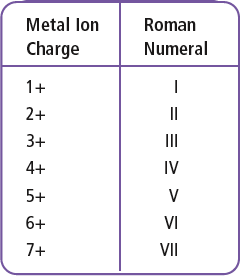 Metal Ion Roman
Charge Numeral
1+ I
2+ II
3+ III
4+ IV
5+ V
6+ VI
7+ VII